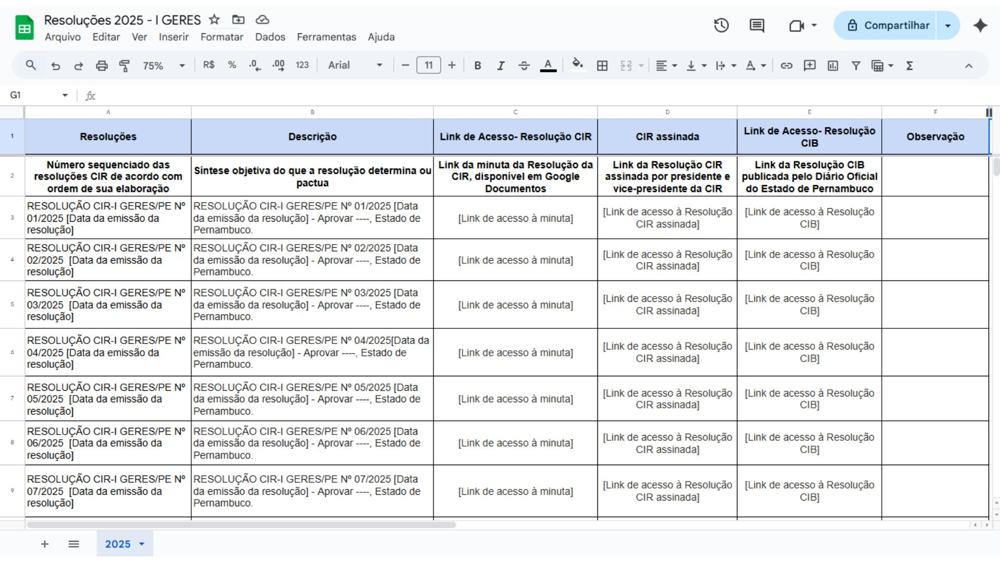 Resoluções 2025 - I GERES
Arquivo Editar Ver Inserir Formatar Dados Ferramentas Ajuda
Compartilhar
75% R$ % .0 .00 123 Arial 11 B I A A Σ
G1 fx
A B C D E F
1 Resoluções Descrição Link de Acesso- Resolução CIR CIR assinada Link de Acesso- Resolução
CIB Observação
2 Número sequenciado das
resoluções CIR de acordo com
ordem de sua elaboração
Síntese objetiva do que a resolução determina ou
pactua
Link da minuta da Resolução da
CIR, disponível em Google
Documentos
Link da Resolução CIR
assinada por presidente e
vice-presidente da CIR
Link da Resolução CIB
publicada pelo Diário Oficial
do Estado de Pernambuco
3 RESOLUÇÃO CIR-I GERES/PE Nº
01/2025 [Data da emissão da
resolução]
RESOLUÇÃO CIR-I GERES/PE Nº 01/2025 [Data
da emissão da resolução] - Aprovar ----, Estado de
Pernambuco.
[Link de acesso à minuta]
[Link de acesso à Resolução
CIR assinada]
[Link de acesso à Resolução
CIB]
4 RESOLUÇÃO CIR-I GERES/PE Nº
02/2025 [Data da emissão da
resolução]
RESOLUÇÃO CIR-I GERES/PE Nº 02/2025 [Data
da emissão da resolução] - Aprovar ----, Estado de
Pernambuco.
[Link de acesso à minuta]
[Link de acesso à Resolução
CIR assinada]
[Link de acesso à Resolução
CIB]
5 RESOLUÇÃO CIR-I GERES/PE Nº
03/2025 [Data da emissão da
resolução]
RESOLUÇÃO CIR-I GERES/PE Nº 03/2025 [Data
da emissão da resolução] - Aprovar ----, Estado de
Pernambuco.
[Link de acesso à minuta]
[Link de acesso à Resolução
CIR assinada]
[Link de acesso à Resolução
CIB]
6 RESOLUÇÃO CIR-I GERES/PE Nº
04/2025 [Data da emissão da
resolução]
RESOLUÇÃO CIR-I GERES/PE Nº 04/2025[Data da
emissão da resolução] - Aprovar ----, Estado de
Pernambuco.
[Link de acesso à minuta]
[Link de acesso à Resolução
CIR assinada]
[Link de acesso à Resolução
CIB]
7 RESOLUÇÃO CIR-I GERES/PE Nº
05/2025 [Data da emissão da
resolução]
RESOLUÇÃO CIR-I GERES/PE Nº 05/2025 [Data
da emissão da resolução] - Aprovar ----, Estado de
Pernambuco.
[Link de acesso à minuta]
[Link de acesso à Resolução
CIR assinada]
[Link de acesso à Resolução
CIB]
8 RESOLUÇÃO CIR-I GERES/PE Nº
06/2025 [Data da emissão da
resolução]
RESOLUÇÃO CIR-I GERES/PE Nº 06/2025 [Data
da emissão da resolução] - Aprovar ----, Estado de
Pernambuco.
[Link de acesso à minuta]
[Link de acesso à Resolução
CIR assinada]
[Link de acesso à Resolução
CIB]
9 RESOLUÇÃO CIR-I GERES/PE Nº
07/2025 [Data da emissão da
resolução]
RESOLUÇÃO CIR-I GERES/PE Nº 07/2025 [Data
da emissão da resolução] - Aprovar ----, Estado de
Pernambuco.
[Link de acesso à minuta]
[Link de acesso à Resolução
CIR assinada]
[Link de acesso à Resolução
CIB]
2025